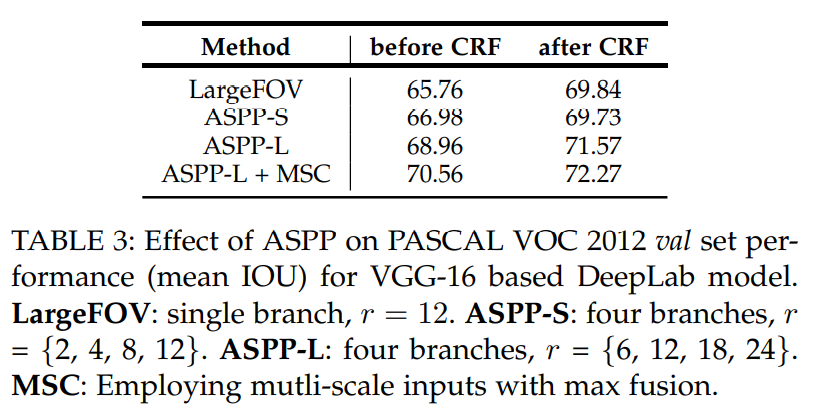 Method before CRF after CRF
LargeFOV 65.76 69.84
ASPP-S 66.98 69.73
ASPP-L 68.96 71.57
ASPP-L + MSC 70.56 72.27
TABLE 3: Effect of ASPP on PASCAL VOC 2012 val set per-
formance (mean IOU) for VGG-16 based DeepLab model.
LargeFOV: single branch, r = 12. ASPP-S: four branches, r
= {2, 4, 8, 12}. ASPP-L: four branches, r = {6, 12, 18, 24}.
MSC: Employing mutli-scale inputs with max fusion.